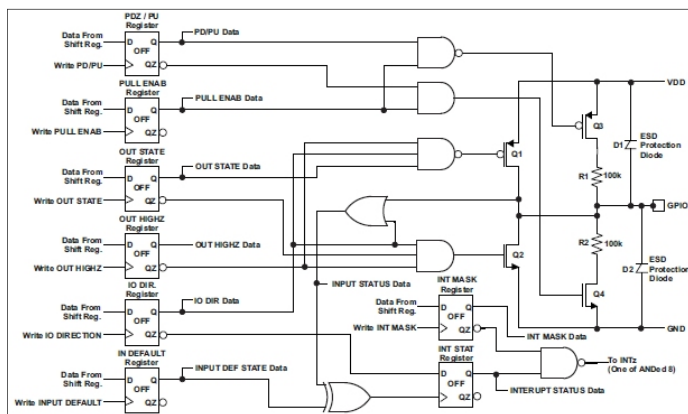 PDZ / PU
Register
Data From
Shift Reg.
D Q
OFF
QZ
Write PD/PU
PD/PU Data
PULL ENAB
Register
Data From
Shift Reg.
D Q
OFF
QZ
Write PULL ENAB
PULL ENAB Data
OUT STATE
Register
Data From
Shift Reg.
D Q
OFF
QZ
Write OUT STATE
OUT STATE Data
OUT HIGHZ
Register
Data From
Shift Reg.
D Q
OFF
QZ
Write OUT HIGHZ
OUT HIGHZ Data
IO DIR.
Register
Data From
Shift Reg.
D Q
OFF
QZ
Write IO DIRECTION
IO DIR Data
IN DEFAULT
Register
Data From
Shift Reg.
D Q
OFF
QZ
Write INPUT DEFAULT
INPUT DEF STATE Data
INPUT STATUS Data
INT MASK
Register
Data From
Shift Reg.
D Q
OFF
QZ
Write INT MASK
INT MASK Data
INT STAT
Register
D Q
OFF
QZ
INTERUPT STATUS Data
To INTz
(One of ANDed 8)
VDD
Q3
D1
ESD
Protection
Diode
Q1
R1
100k
GPIO
R2
100k
Q2
D2
ESD
Protection
Diode
Q4
GND